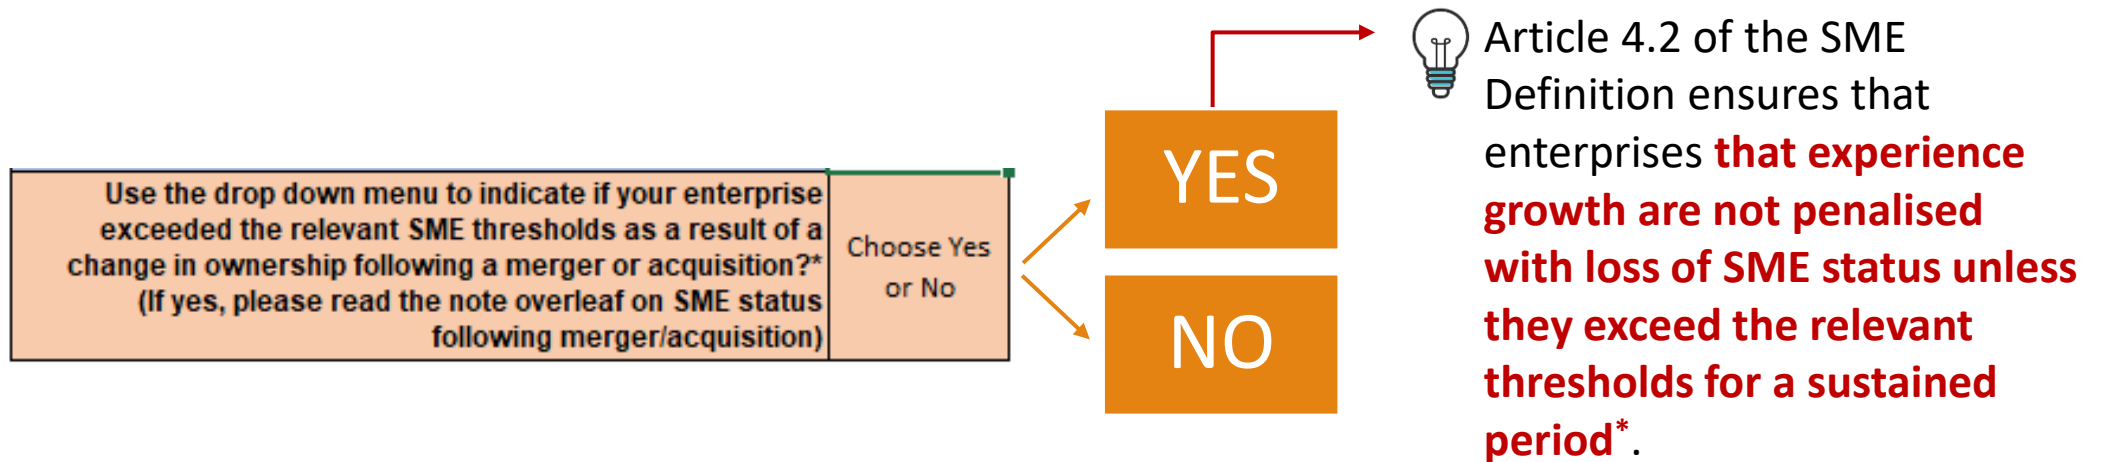 Use the drop down menu to indicate if your enterprise
exceeded the relevant SME thresholds as a result of a
change in ownership following a merger or acquisition?*
(If yes, please read the note overleaf on SME status
following merger/acquisition)
Choose Yes
or No
YES
NO
Article 4.2 of the SME
Definition ensures that
enterprises that experience
growth are not penalised
with loss of SME status unless
they exceed the relevant
thresholds for a sustained
period*.